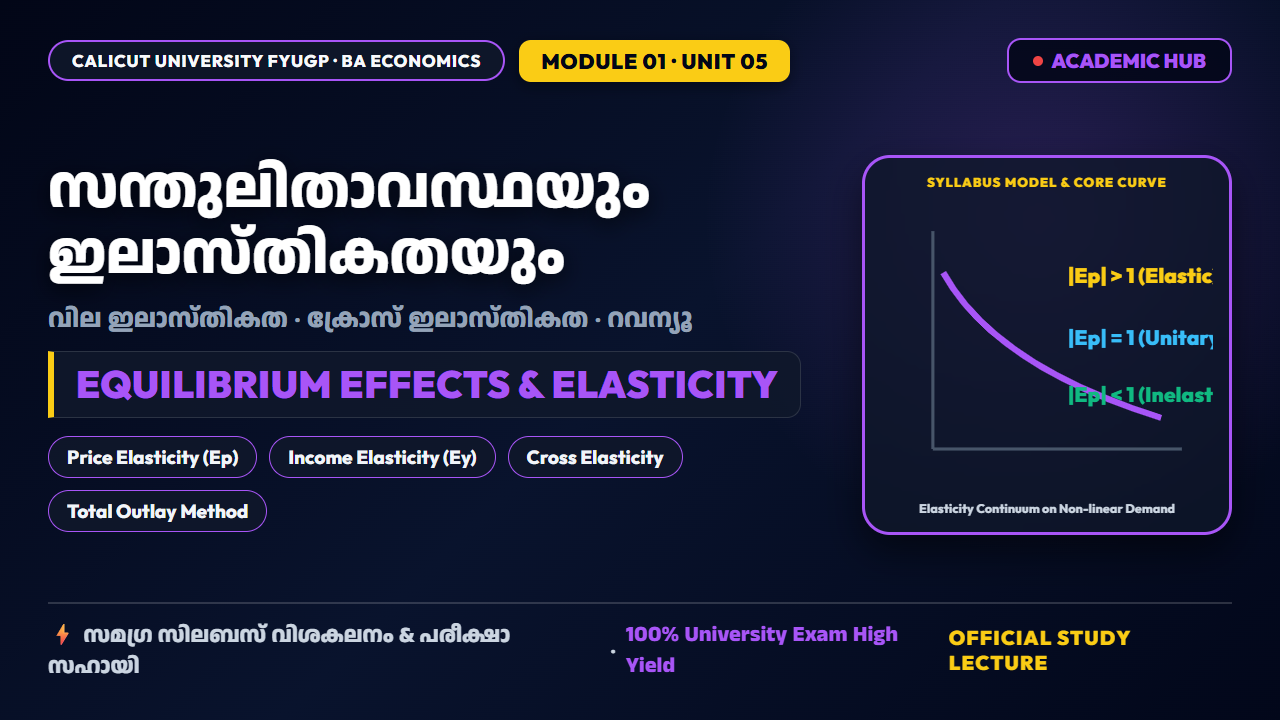 CALICUT UNIVERSITY FYUGP · BA ECONOMICS
MODULE 01 · UNIT 05
ACADEMIC HUB
സന്തുലിതാവസ്ഥയും
ഇലാസ്തികതയും
വില ഇലാസ്തികത · ക്രോസ് ഇലാസ്തികത · റവന്യൂ
EQUILIBRIUM EFFECTS & ELASTICITY
Price Elasticity (Ep)
Income Elasticity (Ey)
Cross Elasticity
Total Outlay Method
SYLLABUS MODEL & CORE CURVE
|Ep| > 1 (Elastic
|Ep| = 1 (Unitary
|Ep| < 1 (Inelast
Elasticity Continuum on Non-linear Demand
⚡ സമഗ്ര സിലബസ് വിശകലനം & പരീക്ഷാ
സഹായി
· 100% University Exam High
Yield
OFFICIAL STUDY
LECTURE